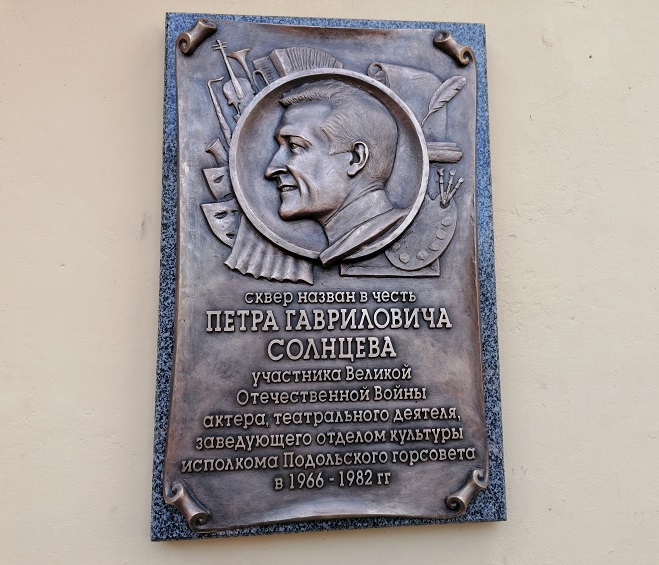 сквер назван в честь
ПЕТРА ГАВРИЛОВИЧА
СОЛНЦЕВА
участника Великой
Отечественной Войны
актера, театрального деятеля,
заведующего отделом культуры
исполкома Подольского горсовета
в 1966 - 1982 гг